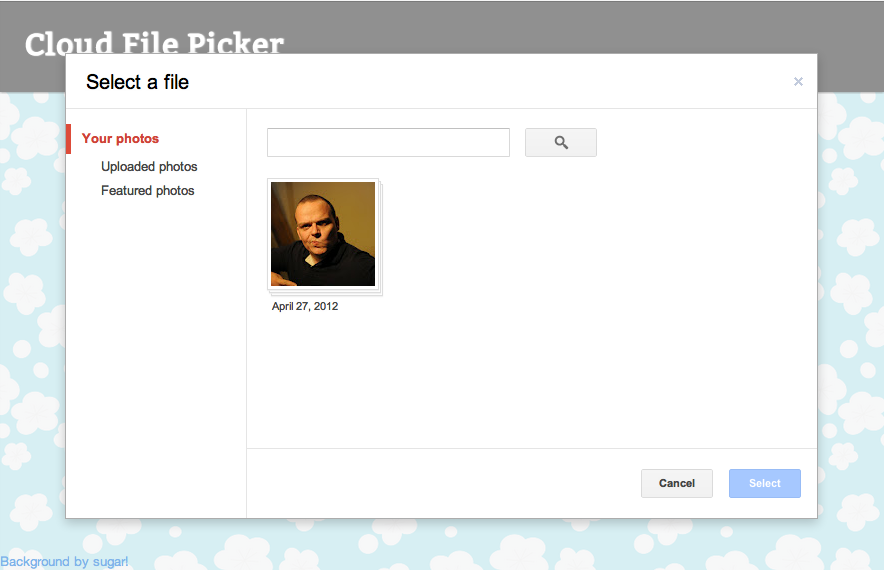 Cloud File Picker
Select a file
×
Your photos
Uploaded photos
Featured photos
April 27, 2012
Cancel
Select
Background by sugar!